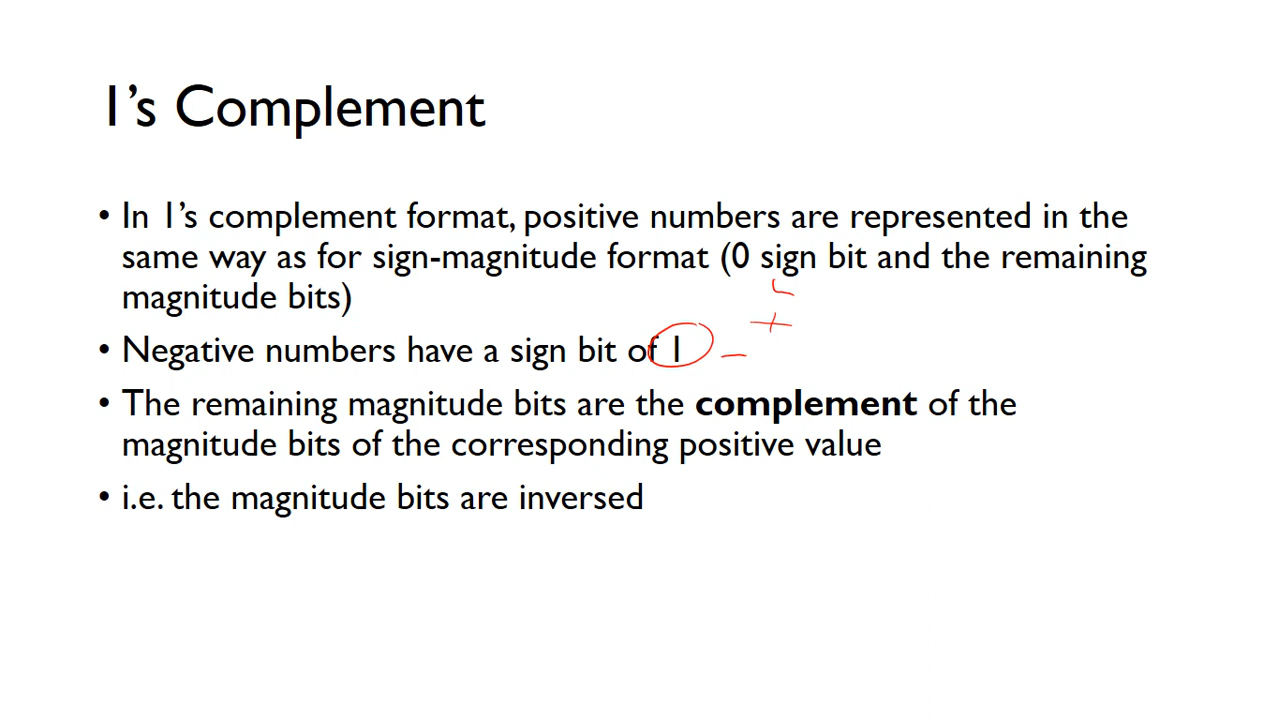 1's Complement
• In 1's complement format, positive numbers are represented in the
same way as for sign-magnitude format (0 sign bit and the remaining
magnitude bits)
+
• Negative numbers have a sign bit of 1 –
• The remaining magnitude bits are the complement of the
magnitude bits of the corresponding positive value
• i.e. the magnitude bits are inversed